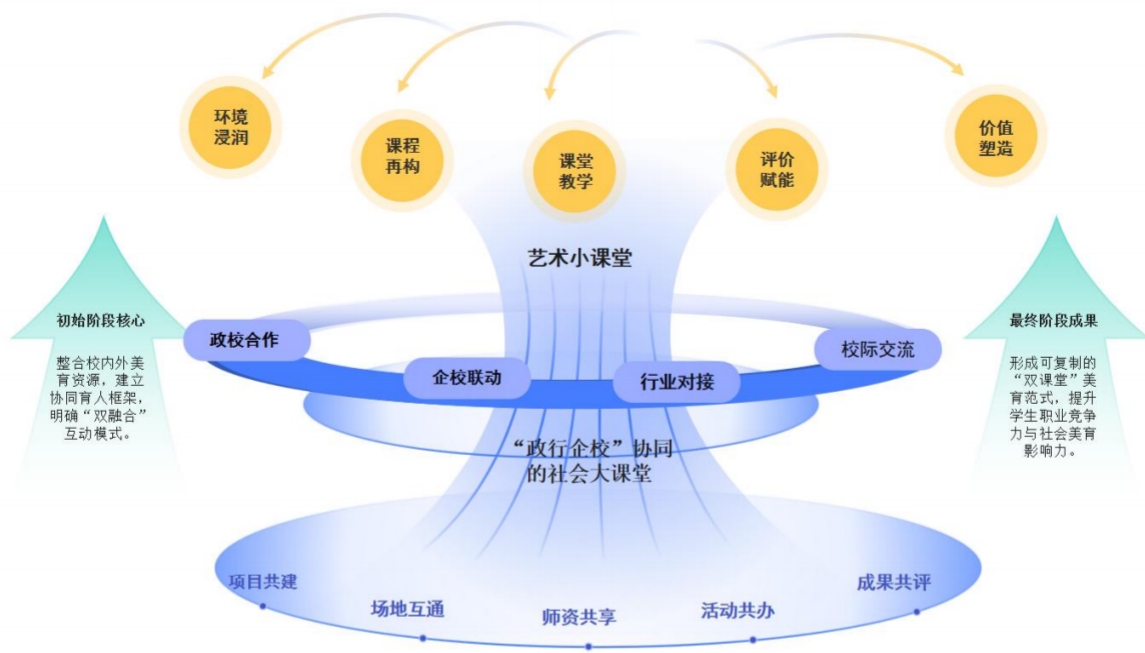 环境
浸润
课程
再构
课堂
教学
评价
赋能
价值
塑造
艺术小课堂
初始阶段核心
整合校内外美
育资源，建立
协同育人框架，
明确“双融合”
互动模式。
政校合作
企校联动
行业对接
校际交流
最终阶段成果
形成可复制的
“双课堂”美
育范式，提升
学生职业竞争
力与社会美育
影响力。
“政行企校”协同
的社会大课堂
项目共建
场地互通
师资共享
活动共办
成果共评